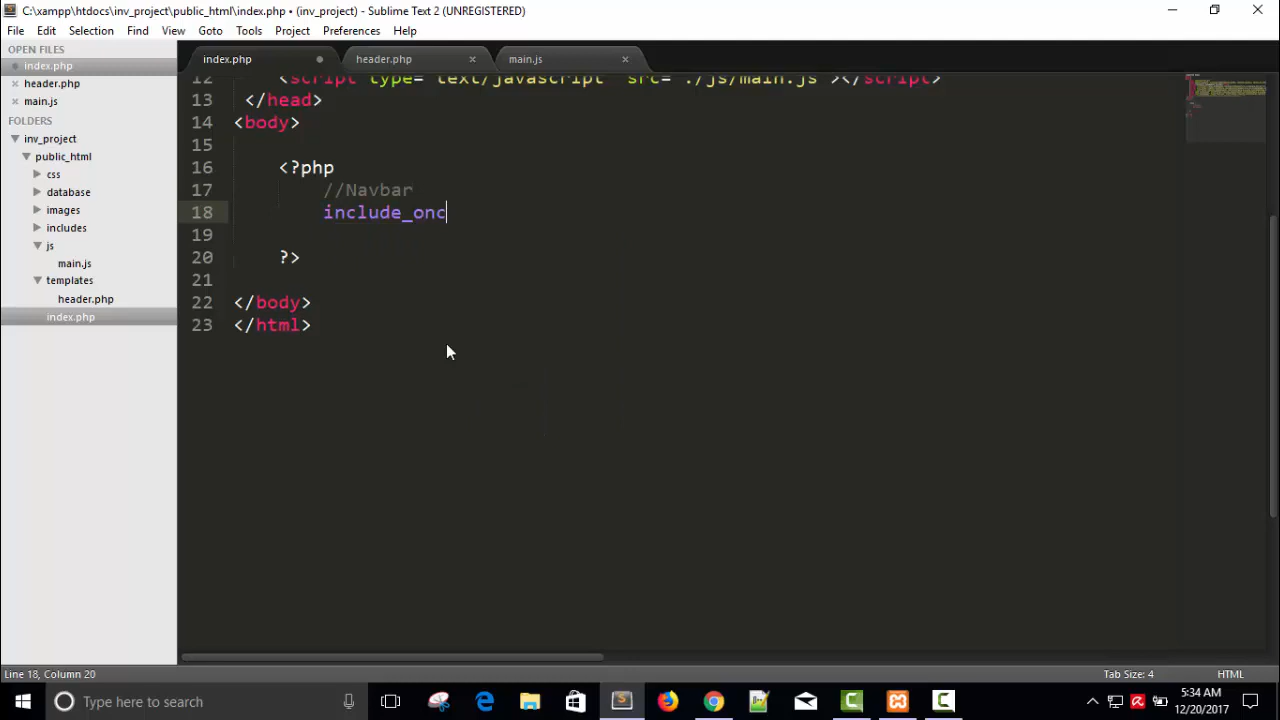 C:\xampp\htdocs\inv_project\public_html\index.php • (inv_project) - Sublime Text 2 (UNREGISTERED)
File Edit Selection Find View Goto Tools Project Preferences Help
OPEN FILES
index.php
header.php
main.js
FOLDERS
inv_project
public_html
css
database
images
includes
js
main.js
templates
header.php
index.php
index.php header.php main.js
12 <script type="text/javascript" src="./js/main.js"></script>
13 </head>
14 <body>
15
16 <?php
17 //Navbar
18 include_onc
19
20 ?>
21
22 </body>
23 </html>
Line 18, Column 20 Tab Size: 4 HTML
Type here to search
5:34 AM
12/20/2017